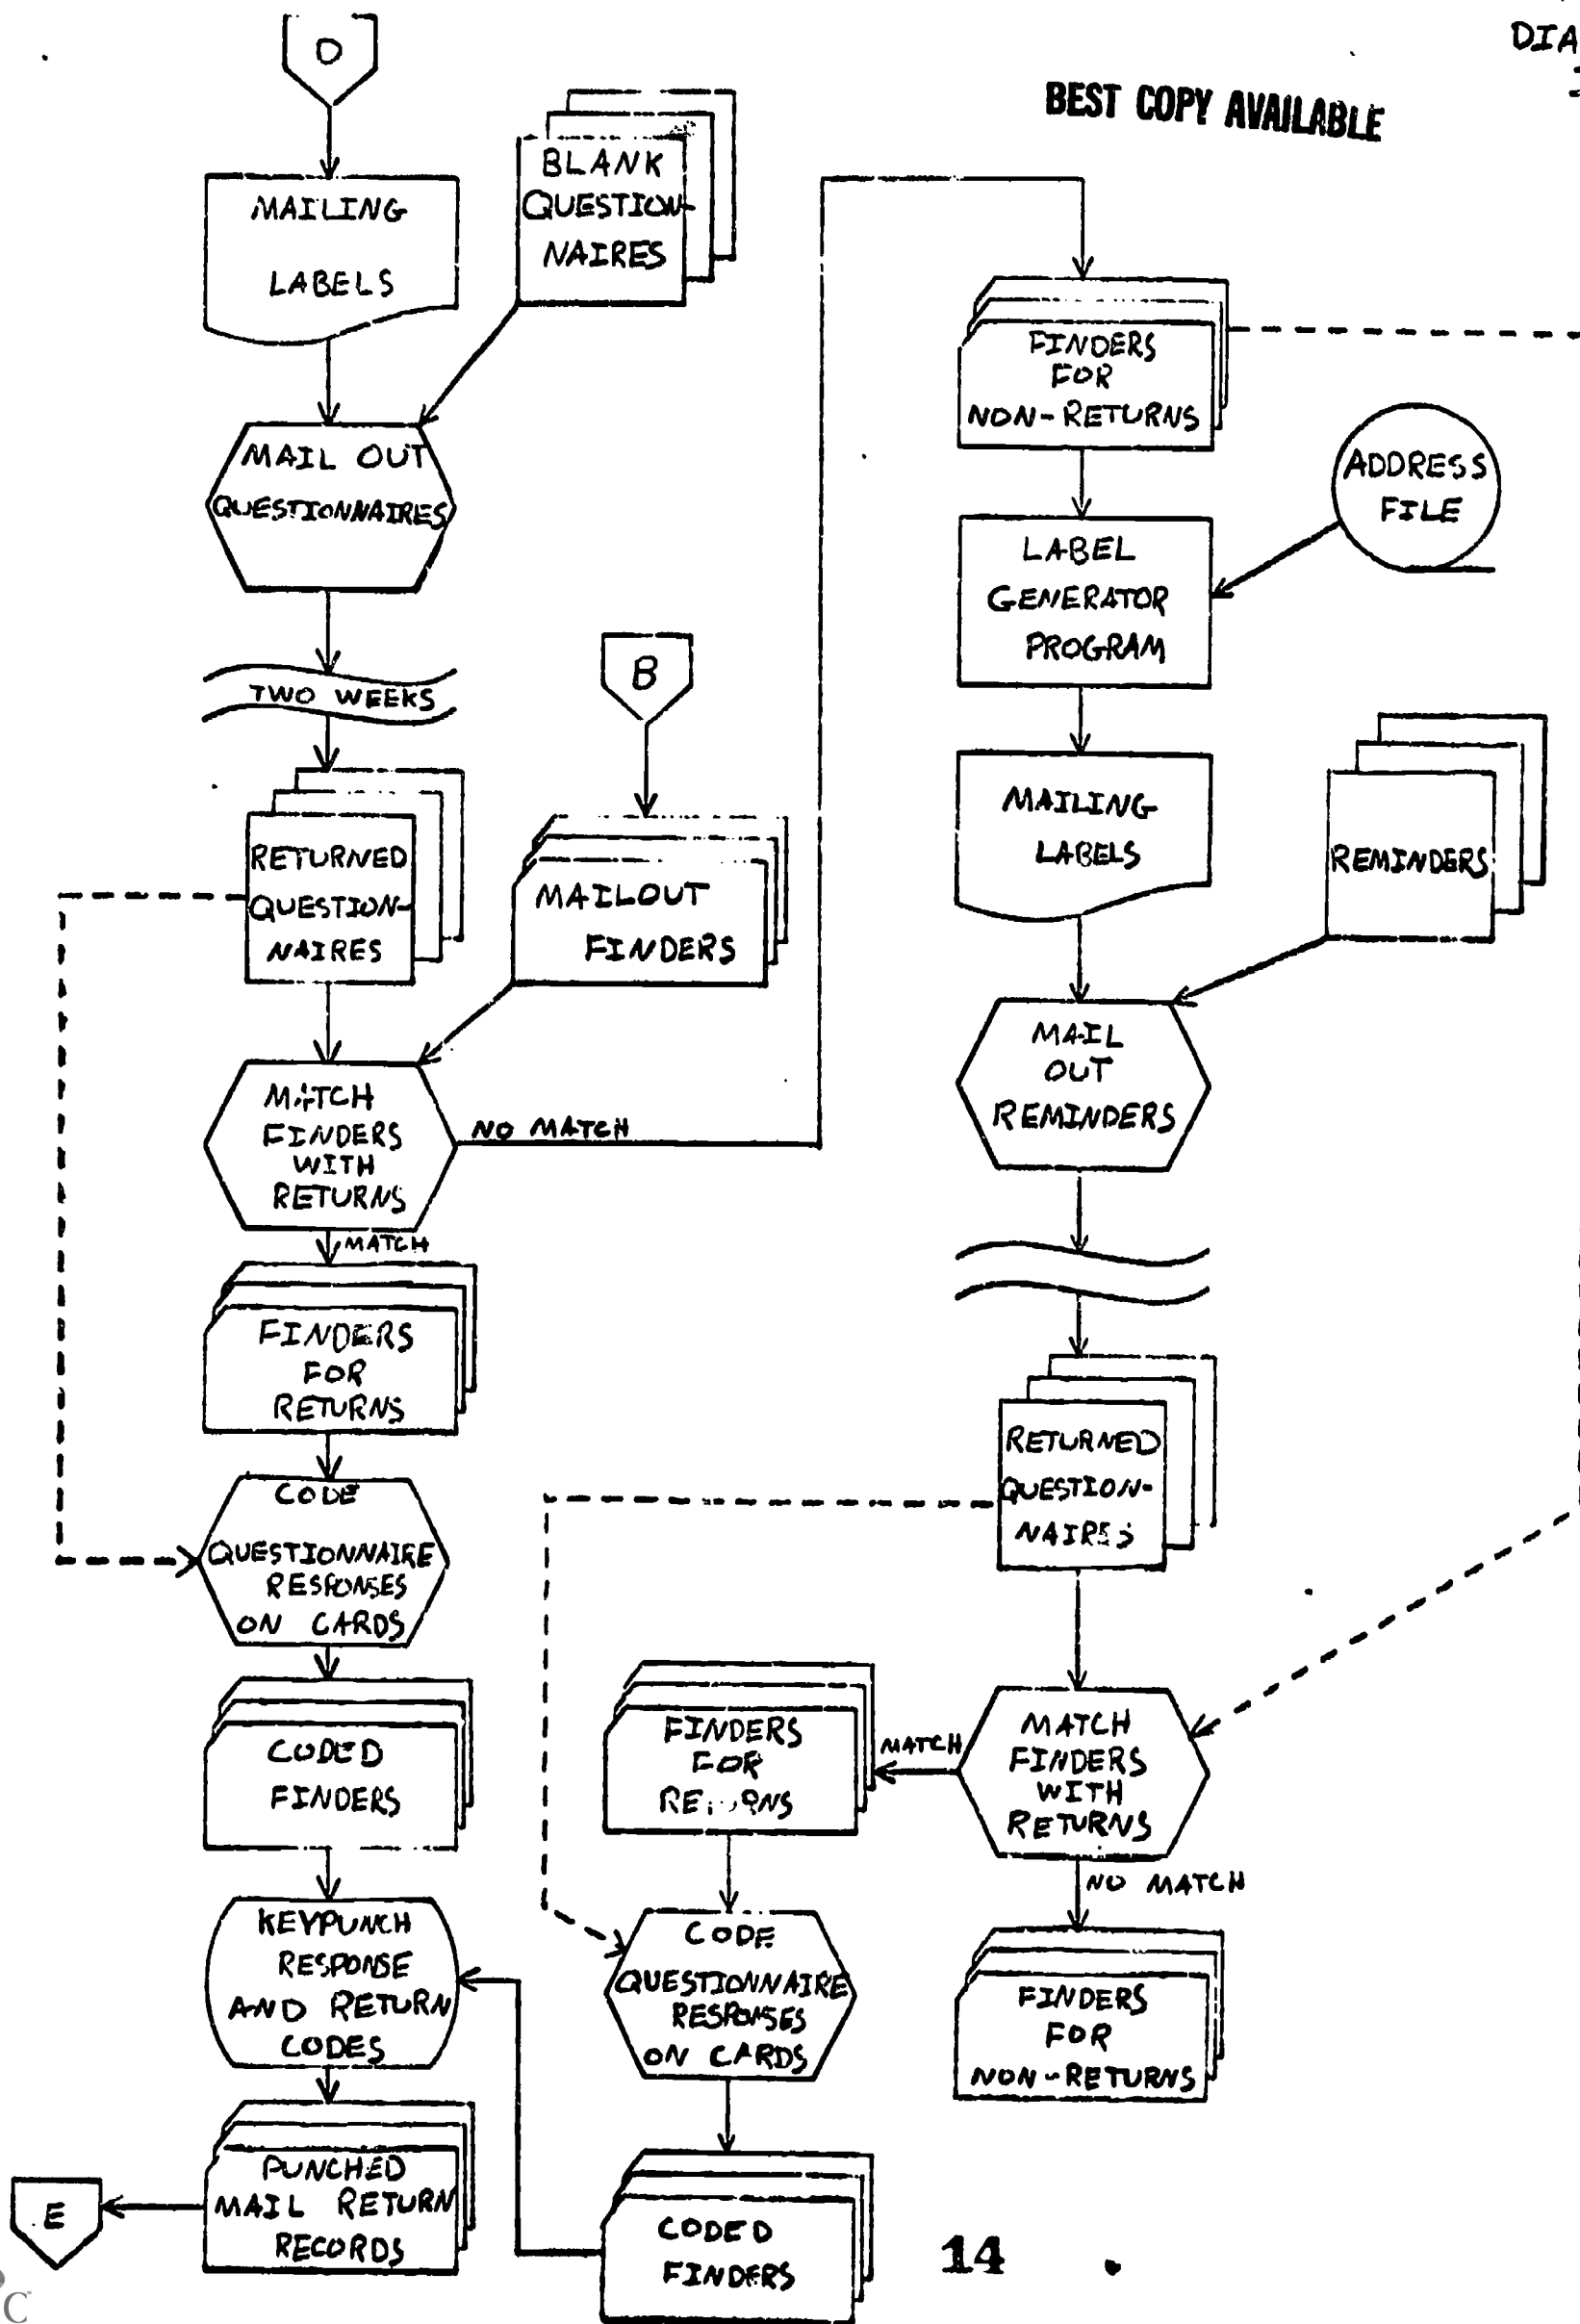 D
DIA
BEST COPY AVAILABLE
MAILING
LABELS
BLANK
QUESTION-
NAIRES
MAIL OUT
QUESTIONNAIRES
TWO WEEKS
B
RETURNED
QUESTION-
NAIRES
MAILOUT
FINDERS
MATCH
FINDERS
WITH
RETURNS
NO MATCH
MATCH
FINDERS
FOR
RETURNS
CODE
QUESTIONNAIRE
RESPONSES
ON CARDS
CODED
FINDERS
KEYPUNCH
RESPONSE
AND RETURN
CODES
PUNCHED
MAIL RETURN
RECORDS
E
FINDERS
FOR
NON-RETURNS
ADDRESS
FILE
LABEL
GENERATOR
PROGRAM
MAILING
LABELS
REMINDERS
MAIL
OUT
REMINDERS
RETURNED
QUESTION-
NAIRES
MATCH
FINDERS
WITH
RETURNS
MATCH
NO MATCH
FINDERS
FOR
RETURNS
CODE
QUESTIONNAIRE
RESPONSES
ON CARDS
CODED
FINDERS
FINDERS
FOR
NON-RETURNS
14
C